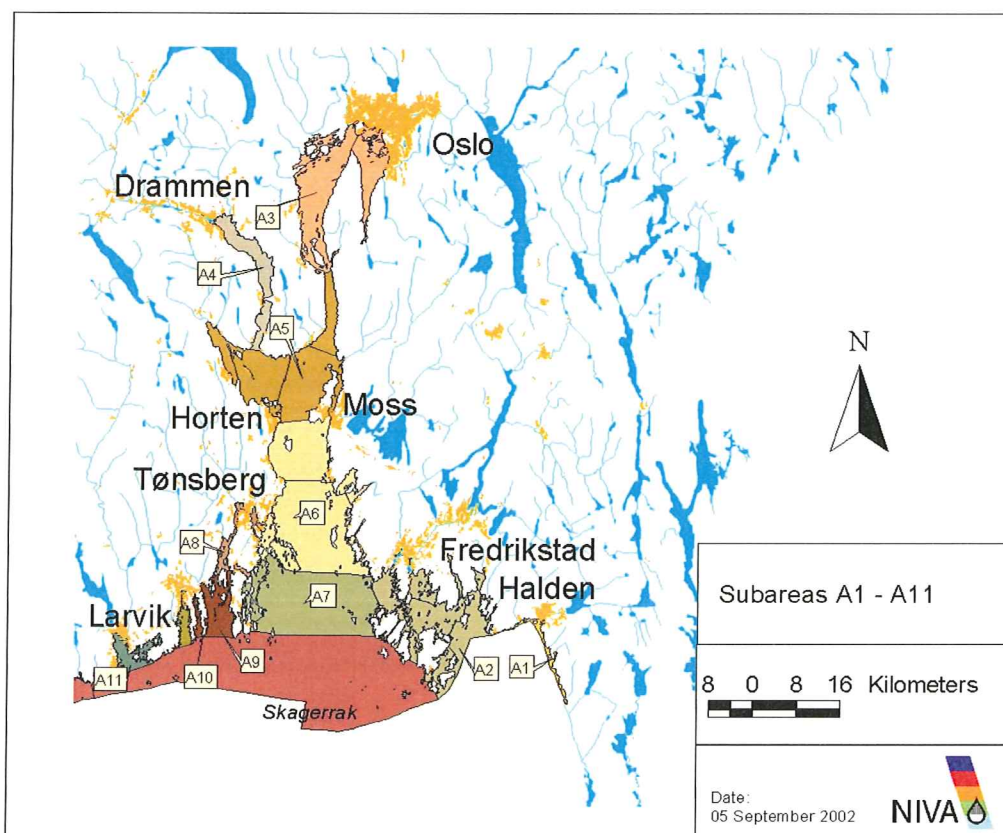 Oslo
Drammen
A3
A4
A5
Horten
Moss
Tønsberg
A6
A8
Fredrikstad
Halden
A7
Larvik
A11
A10
A9
A2
A1
Skagerrak
N
Subareas A1 - A11
8 0 8 16 Kilometers
Date:
05 September 2002
NIVA